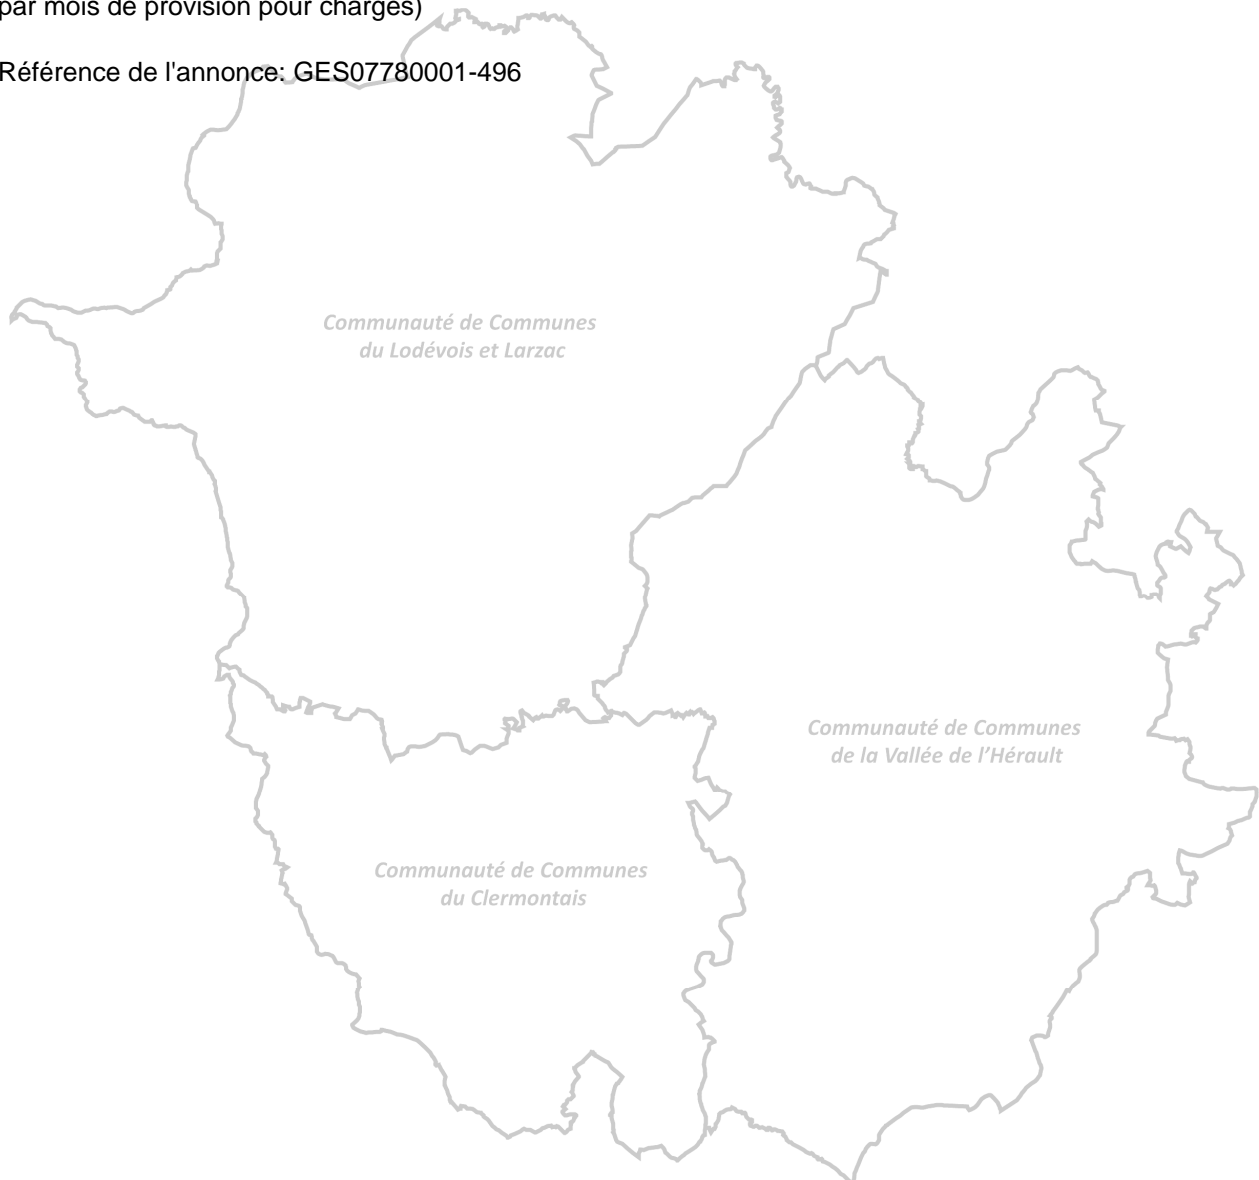 par mois de provision pour charges)
Référence de l'annonce: GES07780001-496
Communauté de Communes
du Lodévois et Larzac
Communauté de Communes
de la Vallée de l’Hérault
Communauté de Communes
du Clermontais